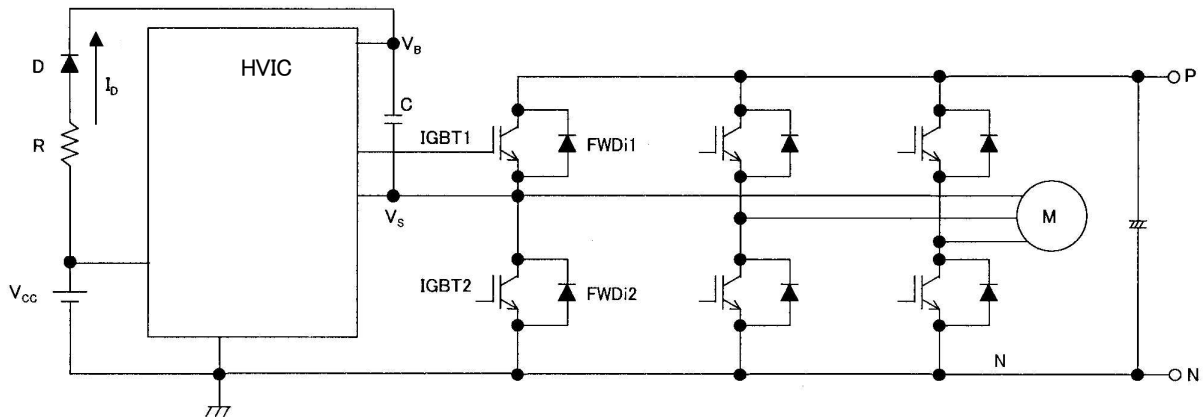 D
I_D
R
V_CC
HVIC
V_B
C
V_S
IGBT1
FWDi1
IGBT2
FWDi2
M
P
N
N